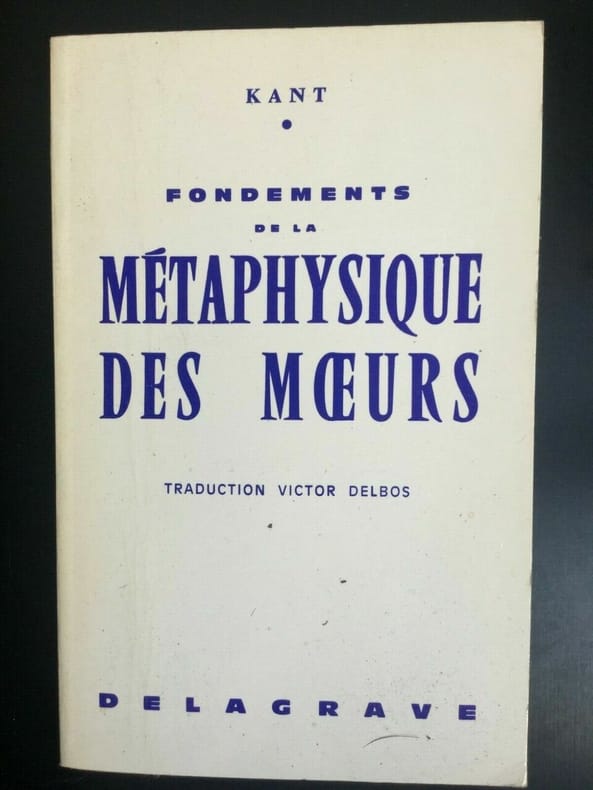 KANT
FONDEMENTS
DE LA
MÉTAPHYSIQUE
DES MŒURS
TRADUCTION VICTOR DELBOS
DELAGRAVE